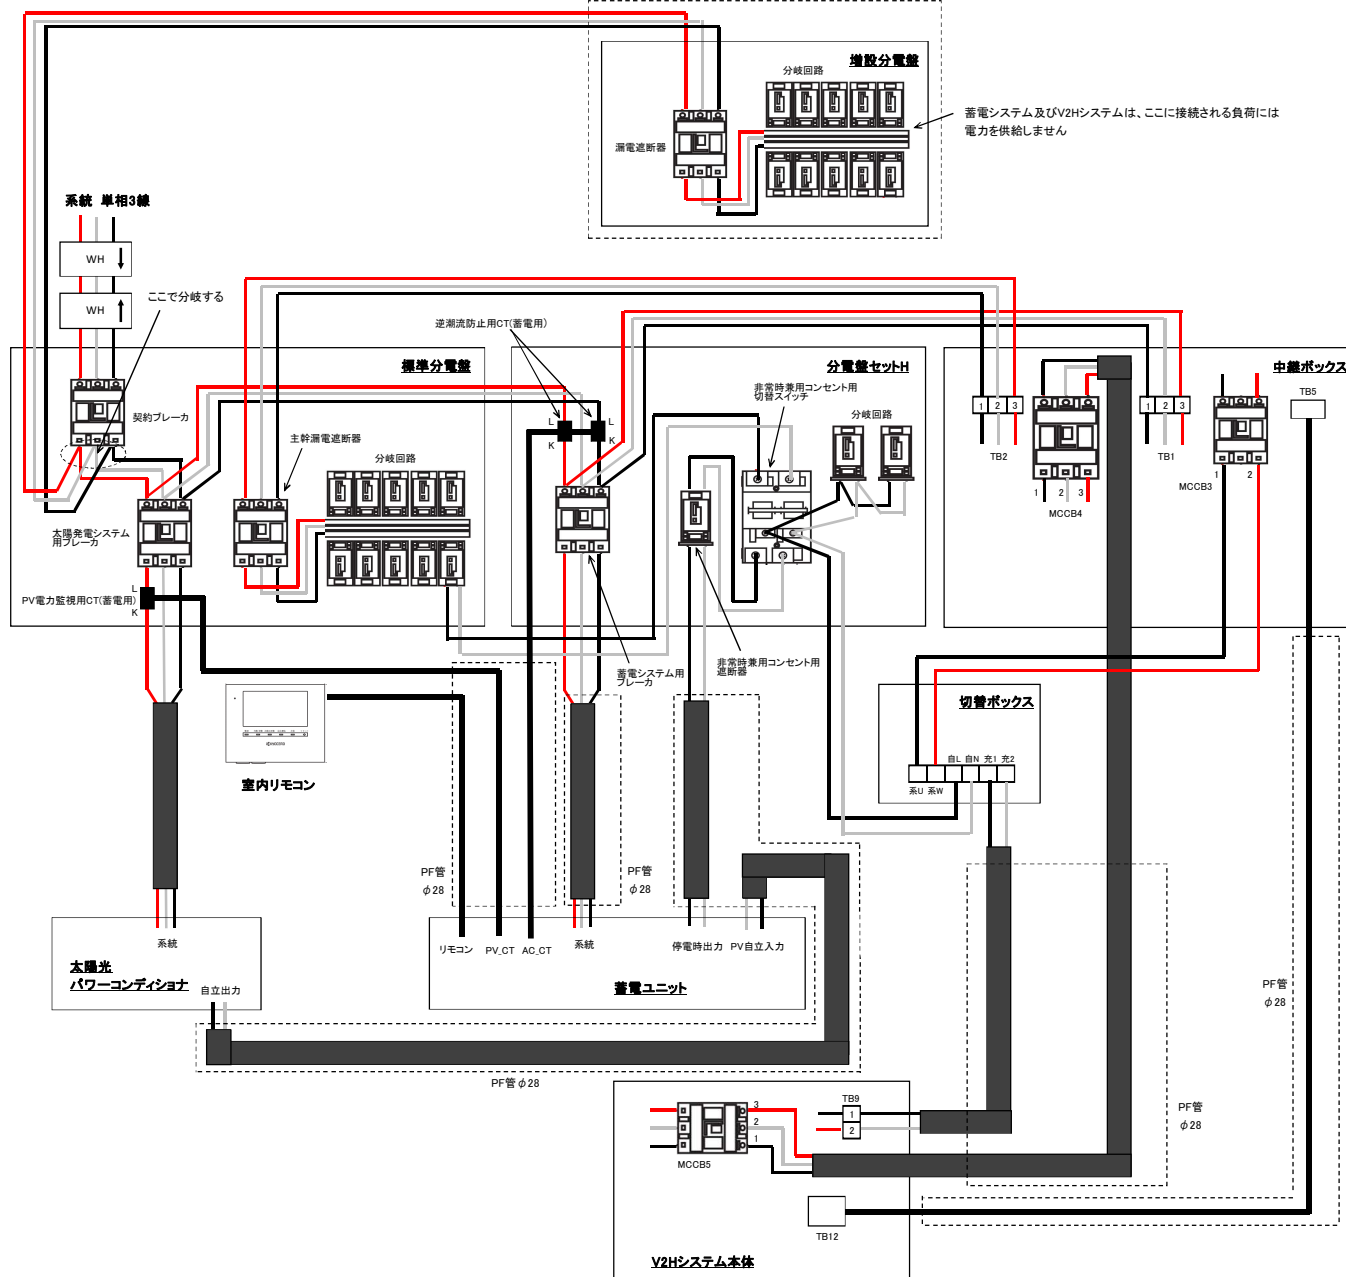 増設分電盤
分岐回路
蓄電システム及びV2Hシステムは、ここに接続される負荷には
電力を供給しません
漏電遮断器
系統 単相3線
WH
WH
ここで分岐する
逆潮流防止用CT(蓄電用)
標準分電盤
分電盤セットH
中継ボックス
契約ブレーカ
主幹漏電遮断器
分岐回路
非常時兼用コンセント用
切替スイッチ
分岐回路
TB5
L
K
L
K
1 2 3
TB2
1 2 3
TB1
1 2 3
MCCB4
1 2
MCCB3
太陽発電システム
用ブレーカ
PV電力監視用CT(蓄電用)
L
K
蓄電システム用
ブレーカ
非常時兼用コンセント用
遮断器
切替ボックス
自L 自N 充1 充2
系U 系W
KYOCERA
室内リモコン
PF管
φ28
PF管
φ28
リモコン PV_CT AC_CT 系統 停電時出力 PV自立入力
蓄電ユニット
系統
太陽光
パワーコンディショナ
自立出力
PF管φ28
PF管
φ28
PF管
φ28
TB9
1
2
3
2
1
MCCB5
TB12
V2Hシステム本体